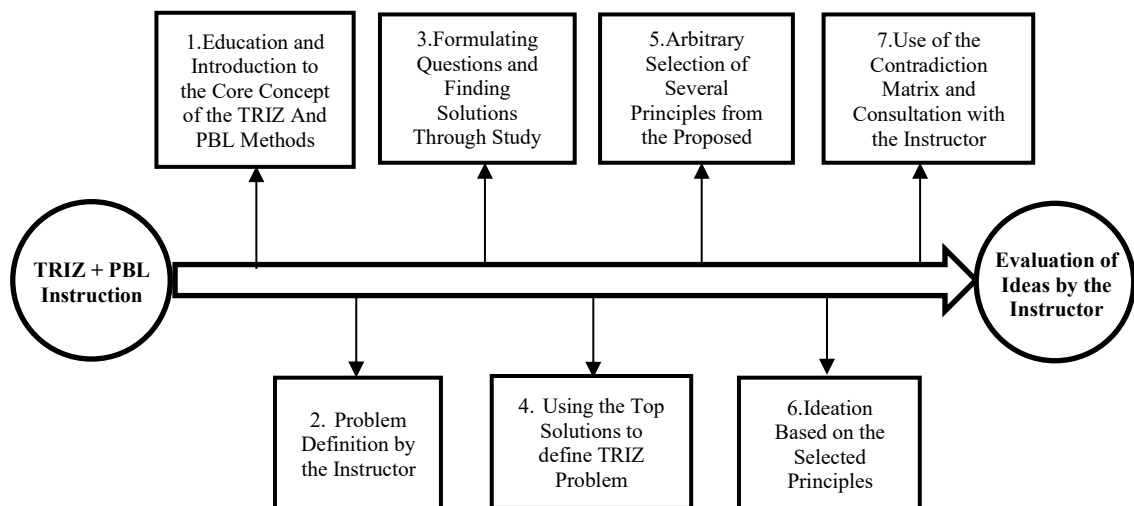 1.Education and
Introduction to
the Core Concept
of the TRIZ And
PBL Methods
3.Formulating
Questions and
Finding
Solutions
Through Study
5.Arbitrary
Selection of
Several
Principles from
the Proposed
7.Use of the
Contradiction
Matrix and
Consultation with
the Instructor
TRIZ + PBL
Instruction
Evaluation of
Ideas by the
Instructor
2. Problem
Definition by
the Instructor
4. Using the Top
Solutions to
define TRIZ
Problem
6.Ideation
Based on the
Selected
Principles